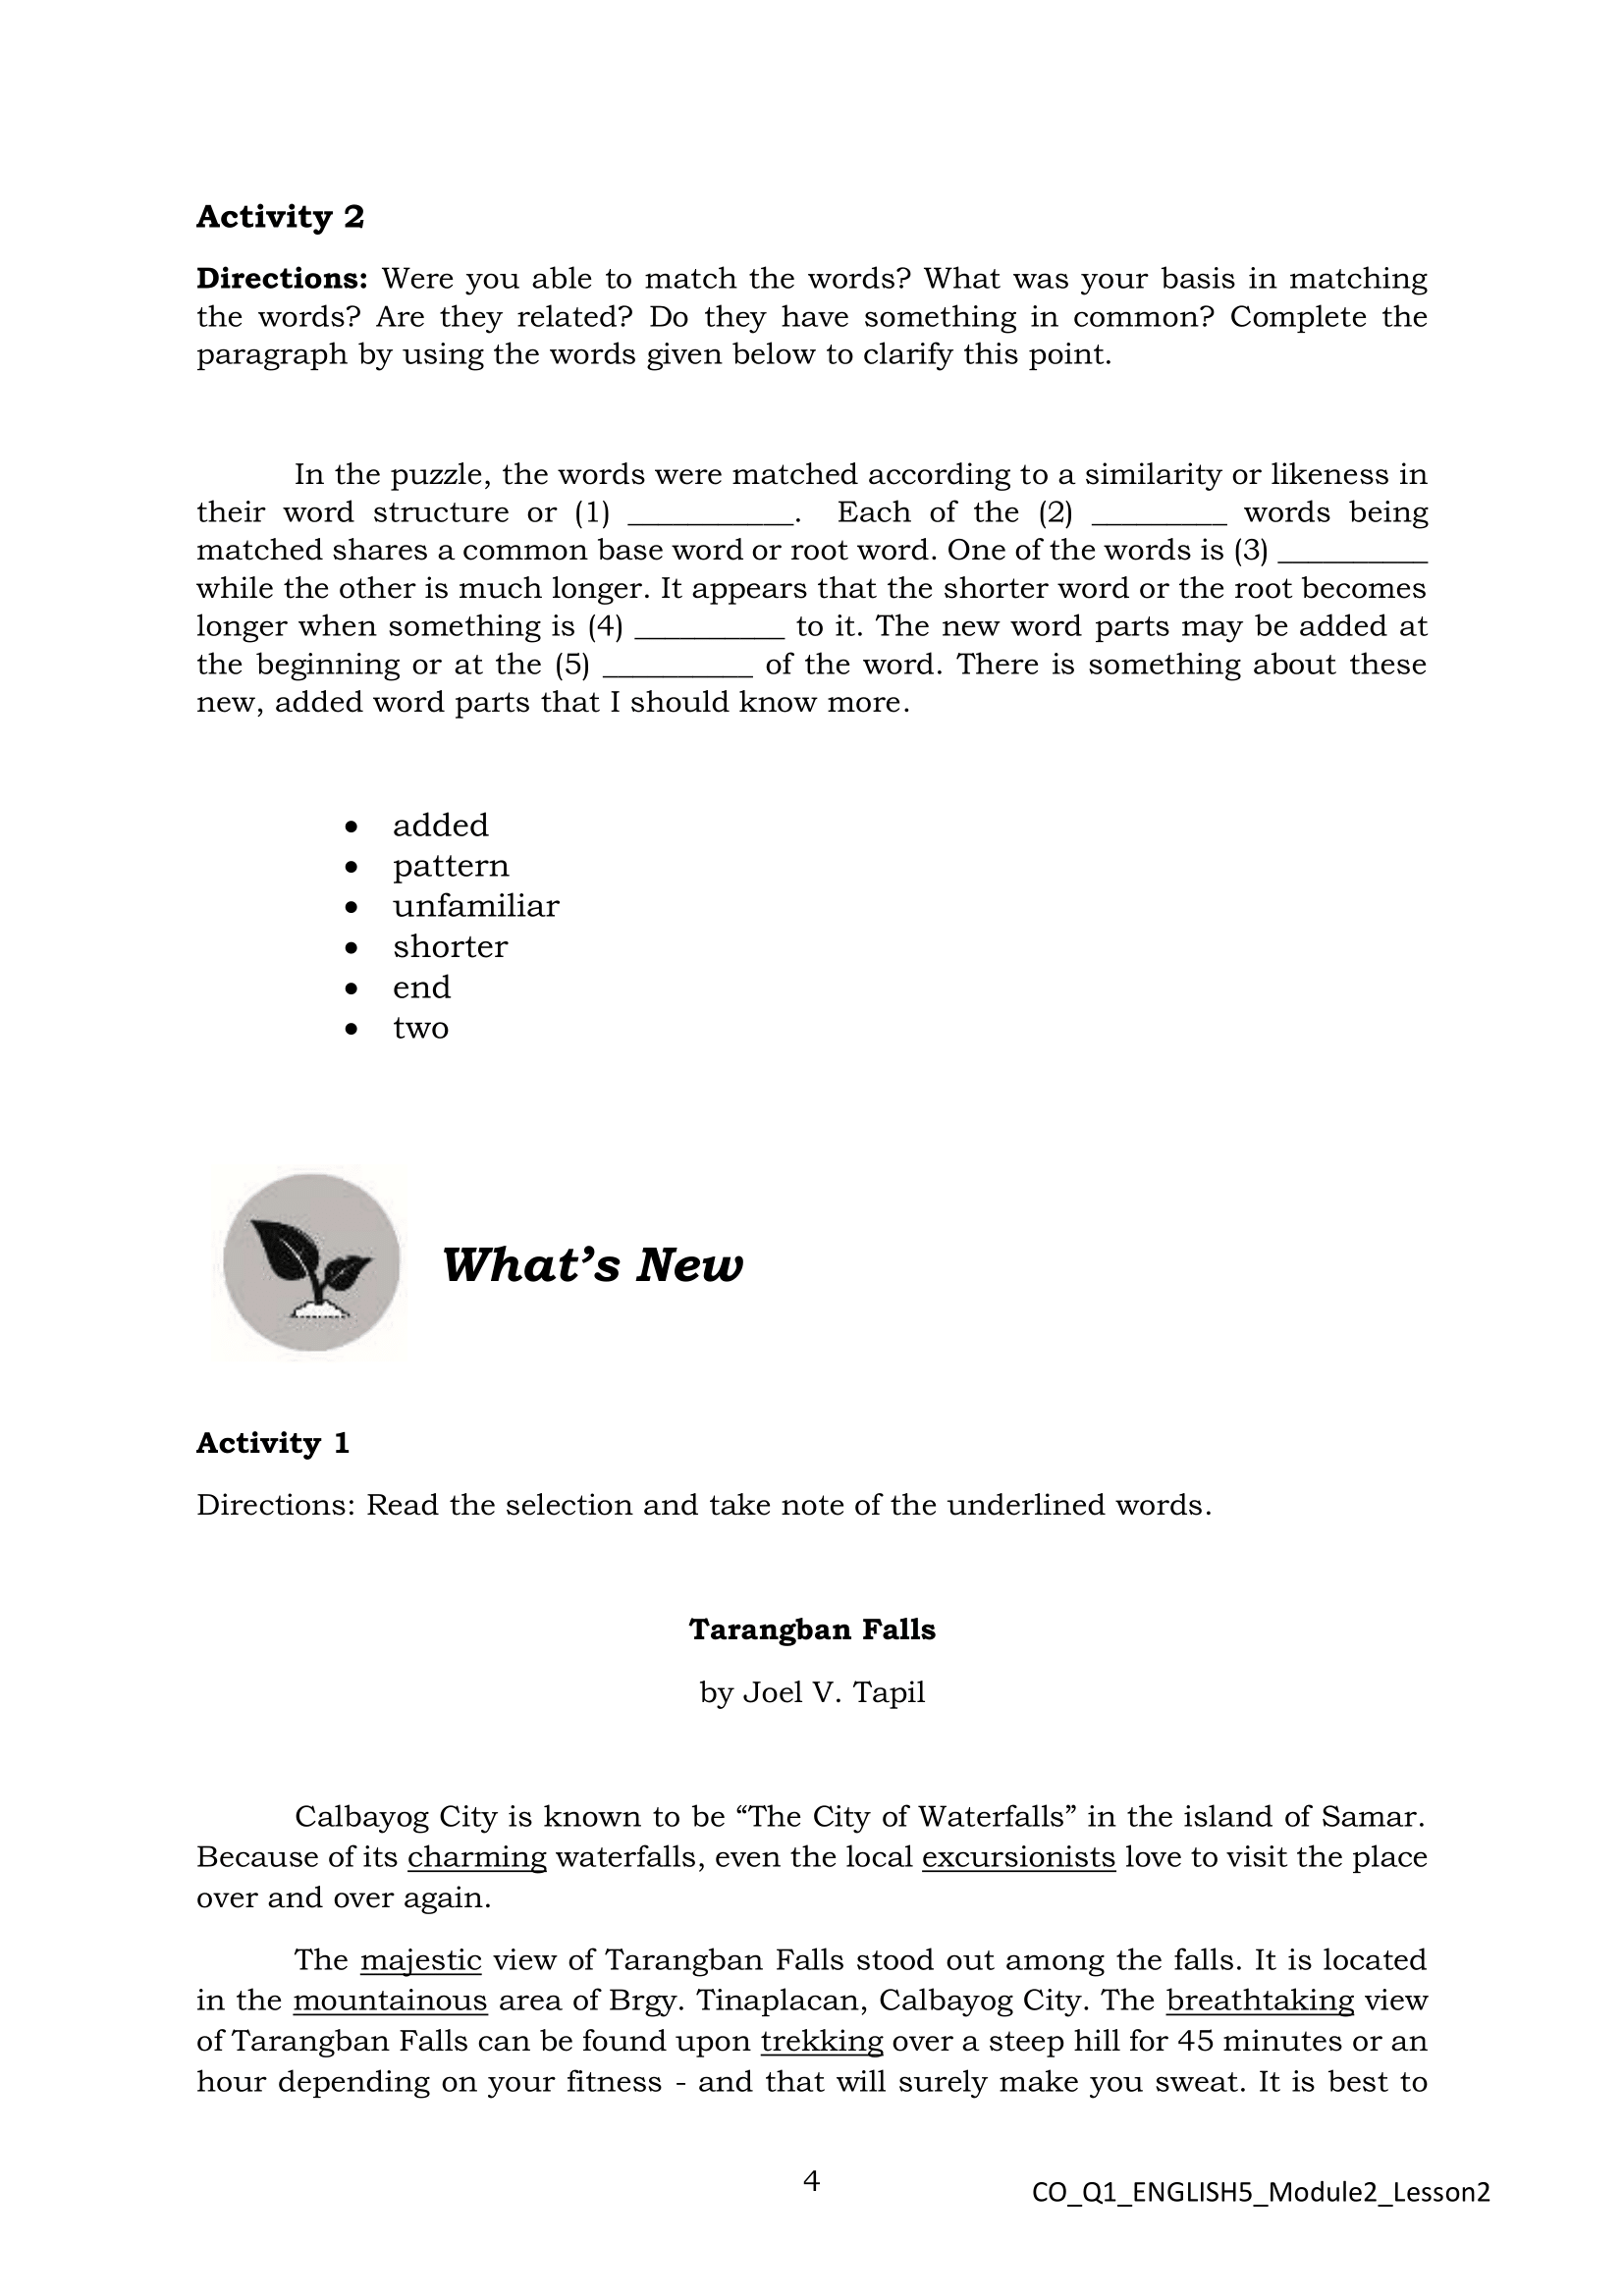 Activity 2
Directions: Were you able to match the words? What was your basis in matching
the words? Are they related? Do they have something in common? Complete the
paragraph by using the words given below to clarify this point.
In the puzzle, the words were matched according to a similarity or likeness in
their word structure or (1) ___________. Each of the (2) _________ words being
matched shares a common base word or root word. One of the words is (3) __________
while the other is much longer. It appears that the shorter word or the root becomes
longer when something is (4) __________ to it. The new word parts may be added at
the beginning or at the (5) __________ of the word. There is something about these
new, added word parts that I should know more.
• added
• pattern
• unfamiliar
• shorter
• end
• two
What's New
Activity 1
Directions: Read the selection and take note of the underlined words.
Tarangban Falls
by Joel V. Tapil
Calbayog City is known to be “The City of Waterfalls” in the island of Samar.
Because of its charming waterfalls, even the local excursionists love to visit the place
over and over again.
The majestic view of Tarangban Falls stood out among the falls. It is located
in the mountainous area of Brgy. Tinaplacan, Calbayog City. The breathtaking view
of Tarangban Falls can be found upon trekking over a steep hill for 45 minutes or an
hour depending on your fitness - and that will surely make you sweat. It is best to
4
CO_Q1_ENGLISH5_Module2_Lesson2